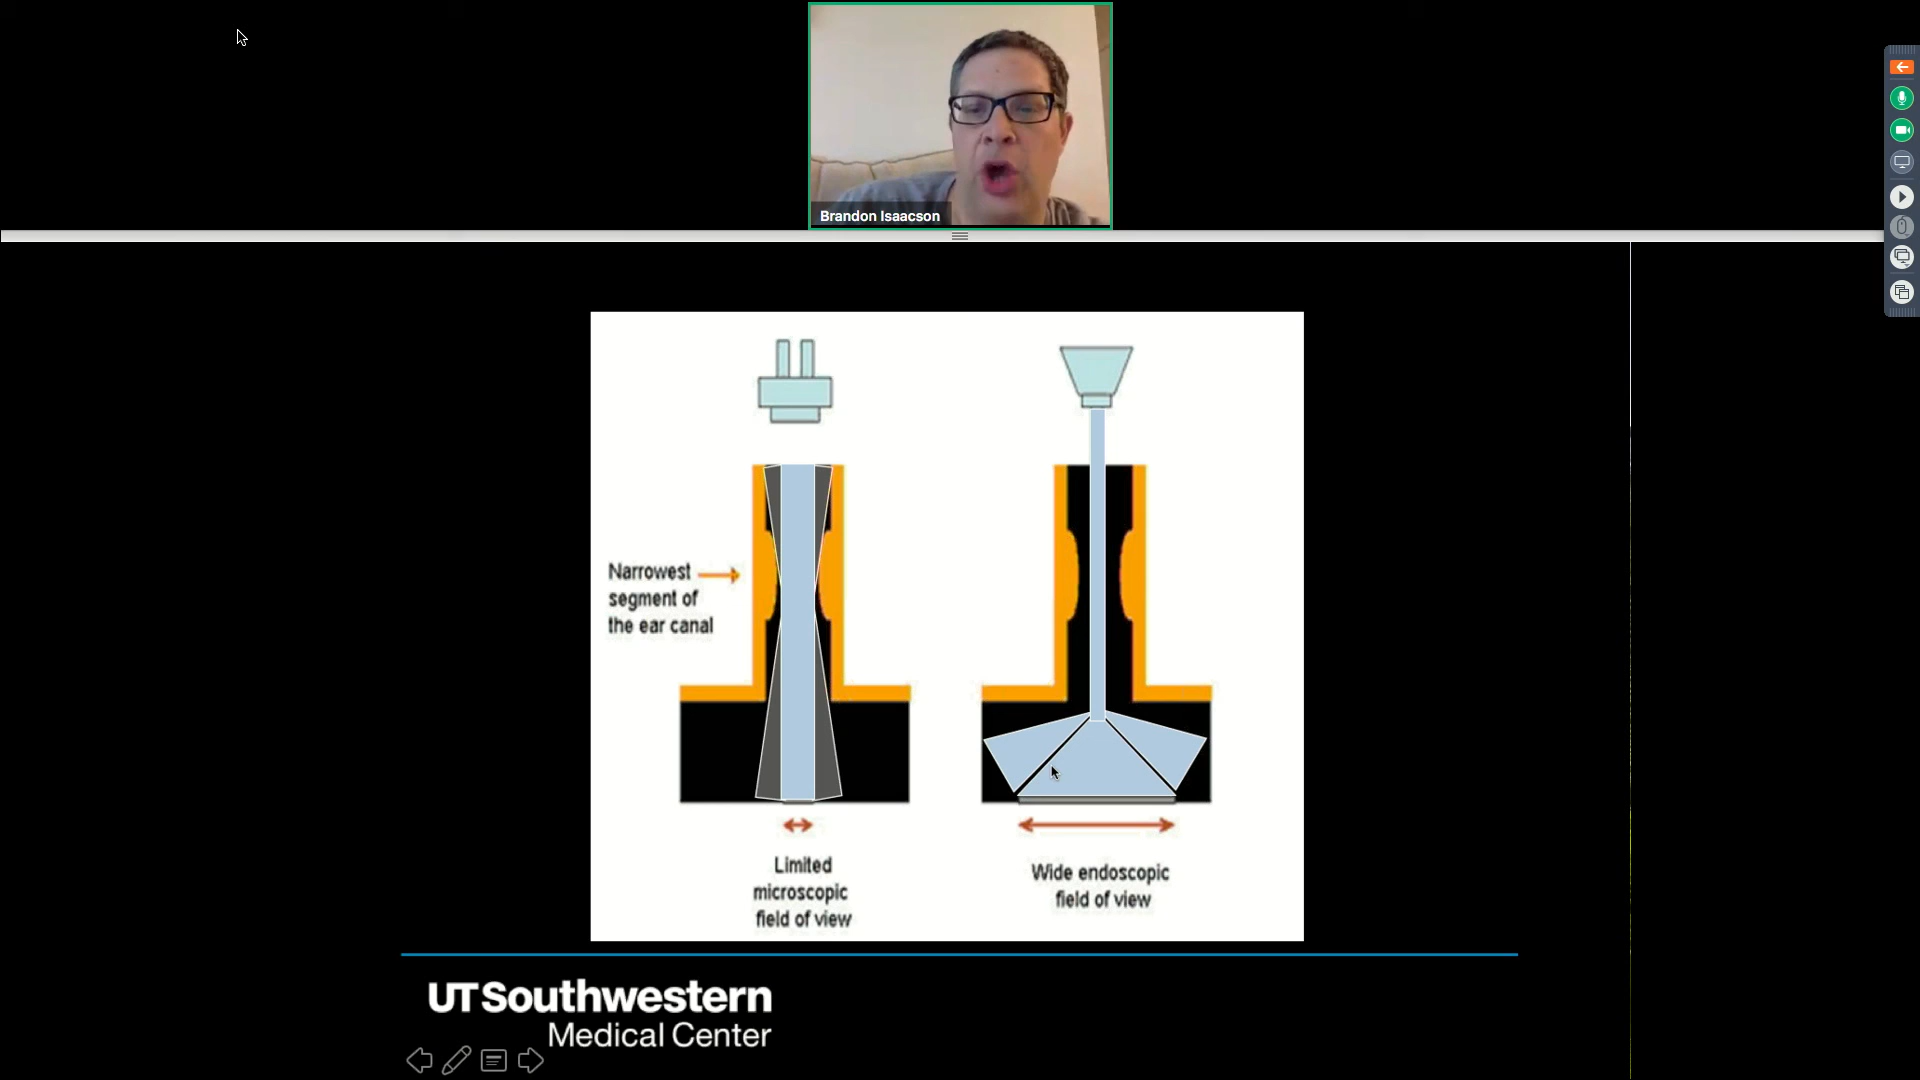 Brandon Isaacson
Narrowest
segment of
the ear canal
Limited
microscopic
field of view
Wide endoscopic
field of view
UTSouthwestern
Medical Center